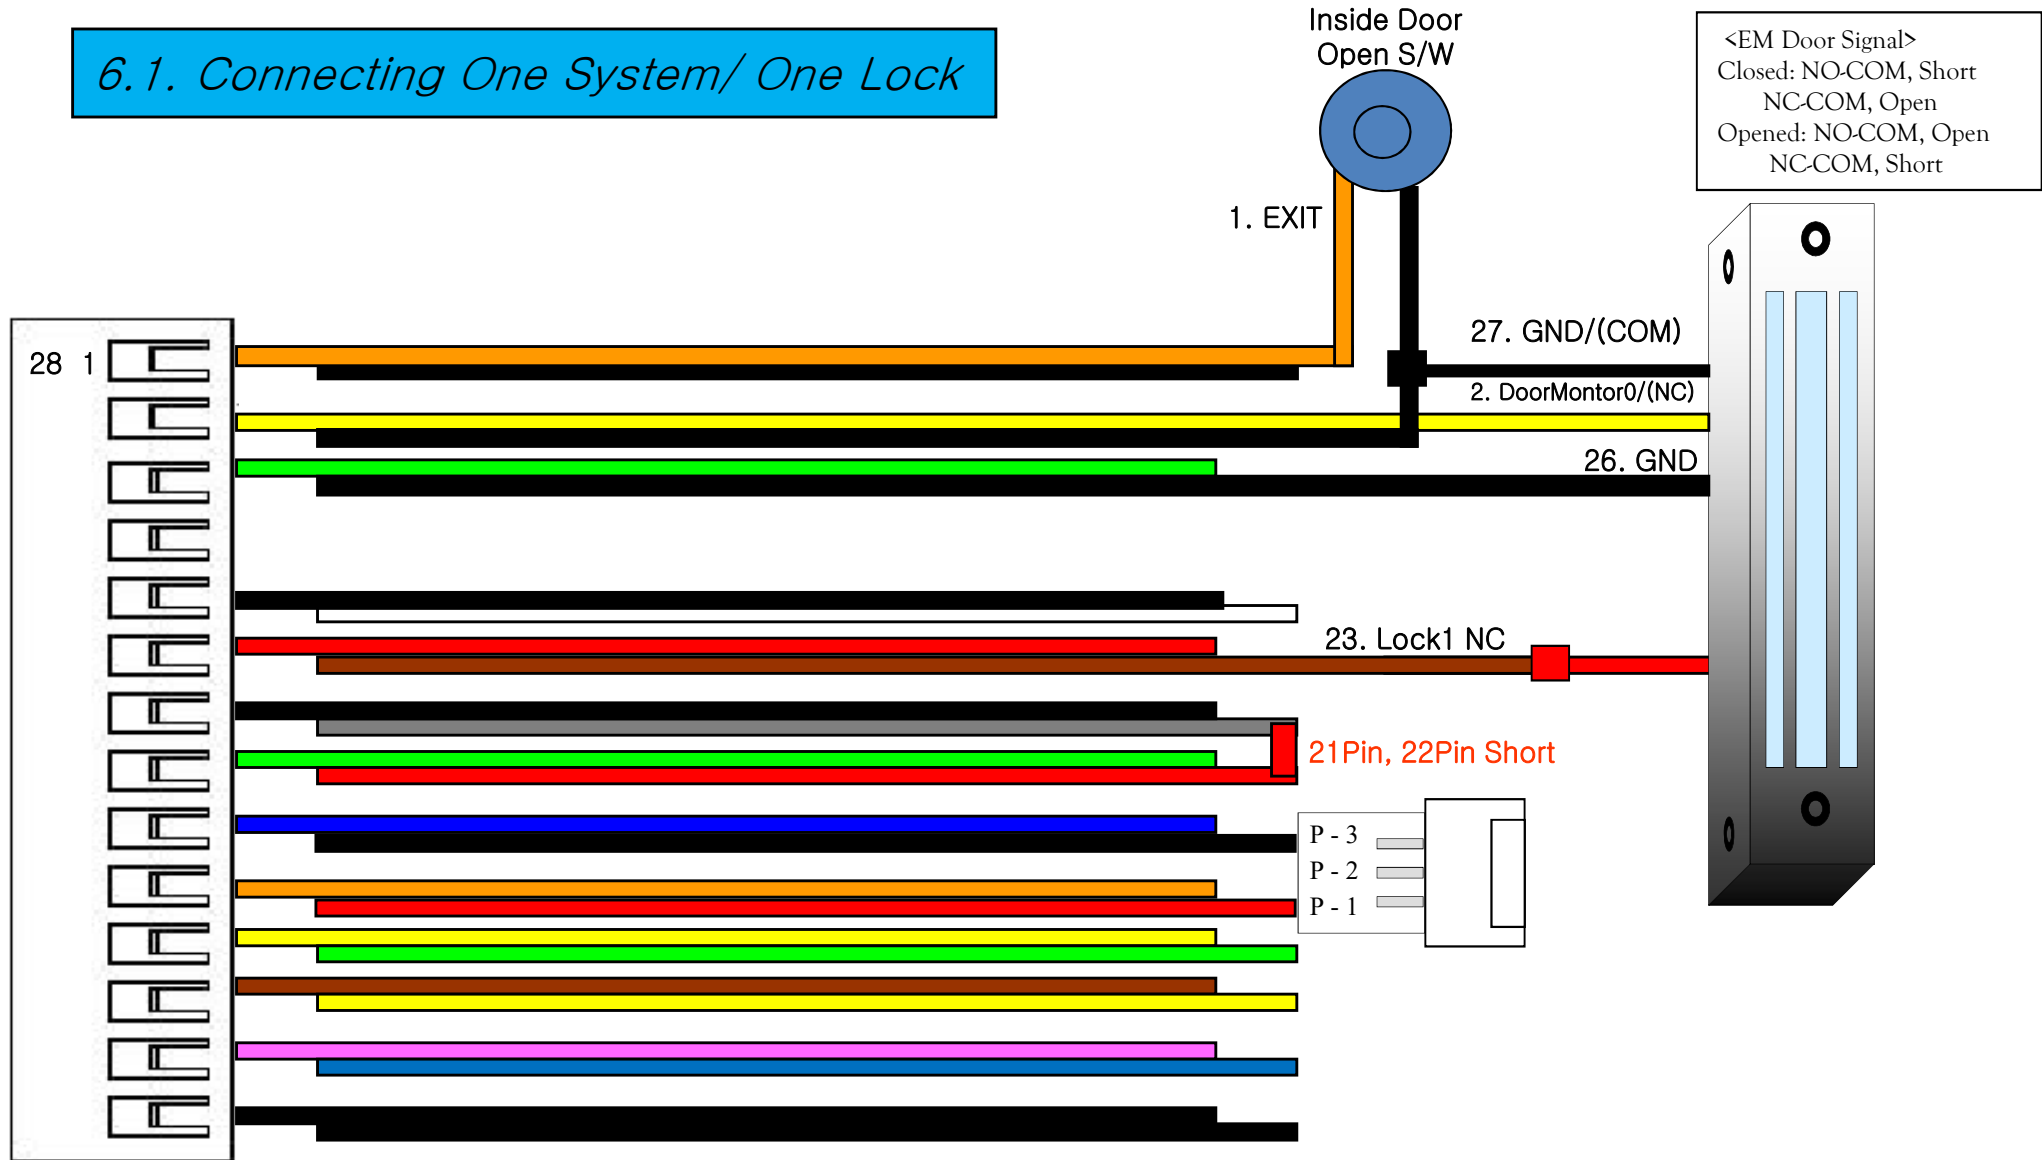 6.1. Connecting One System/ One Lock
Inside Door
Open S/W
<EM Door Signal>
Closed: NO-COM, Short
NC-COM, Open
Opened: NO-COM, Open
NC-COM, Short
1. EXIT
27. GND/(COM)
28 1
2. DoorMontor0/(NC)
26. GND
23. Lock1 NC
21Pin, 22Pin Short
P - 3
P - 2
P - 1